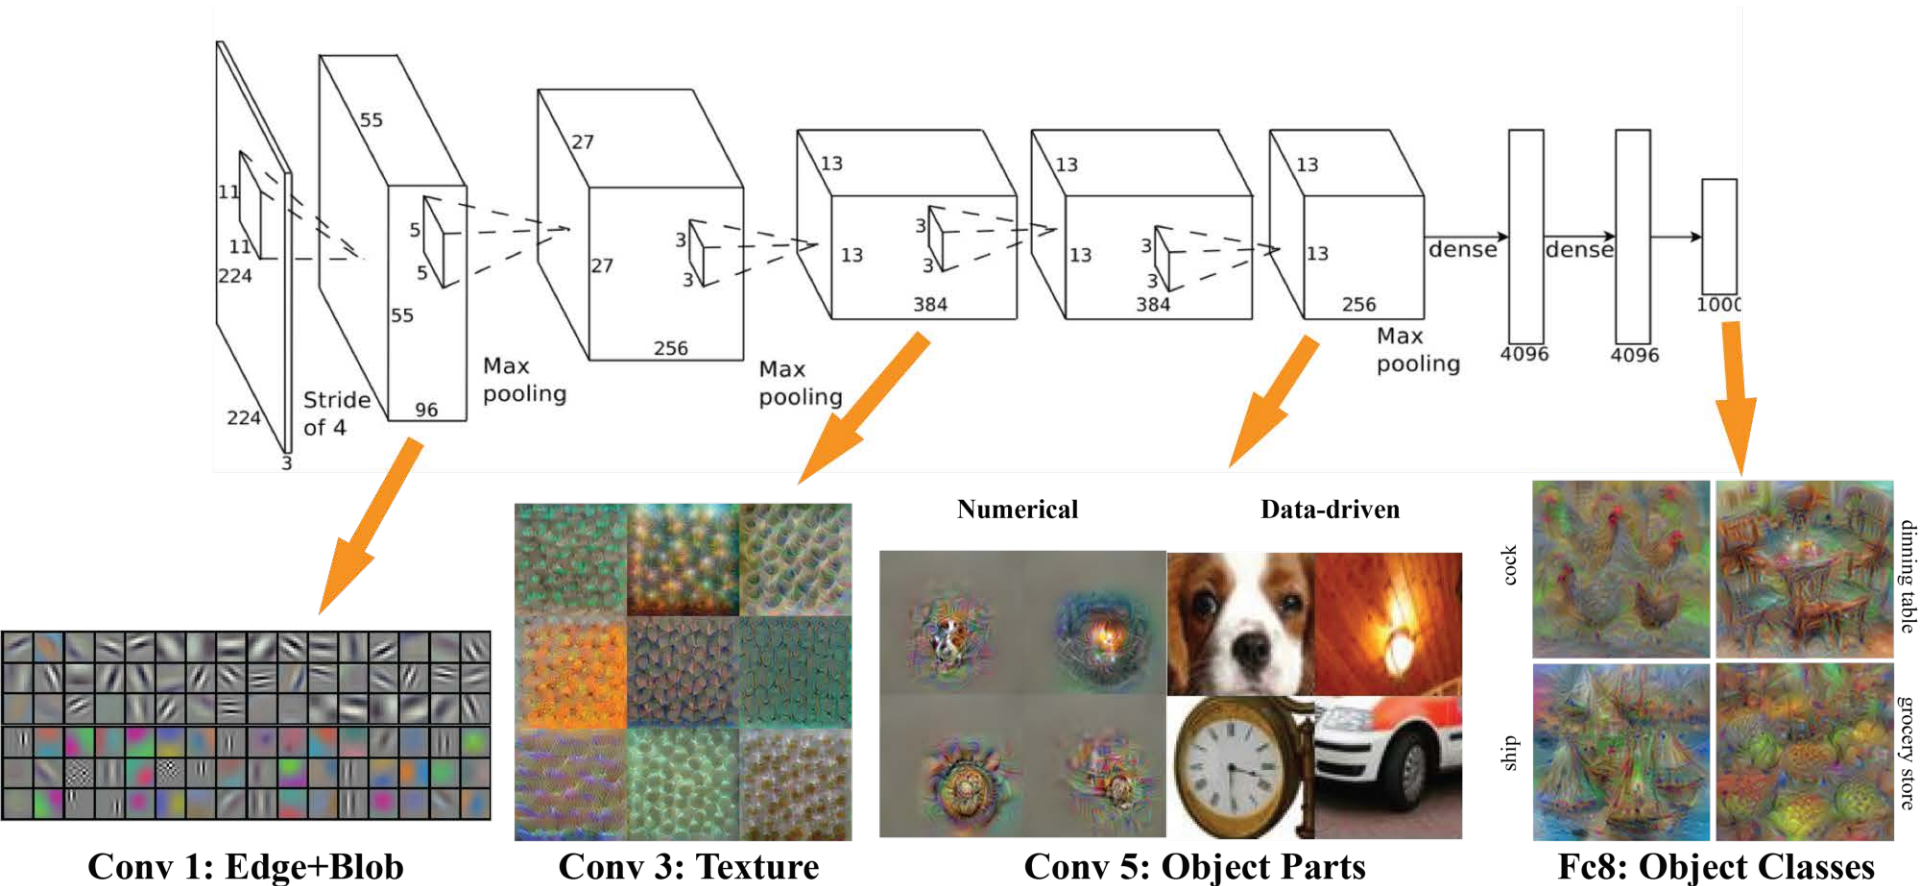 55
27
13
13
13
11
5
3
3
3
11
5
3
3
3
224
55
27
13
13
13
dense
dense
96
256
384
384
256
1000
224
Stride
of 4
3
Max
pooling
Max
pooling
Max
pooling
4096
4096
Numerical
Data-driven
cock
dinning table
ship
grocery store
Conv 1: Edge+Blob
Conv 3: Texture
Conv 5: Object Parts
Fc8: Object Classes